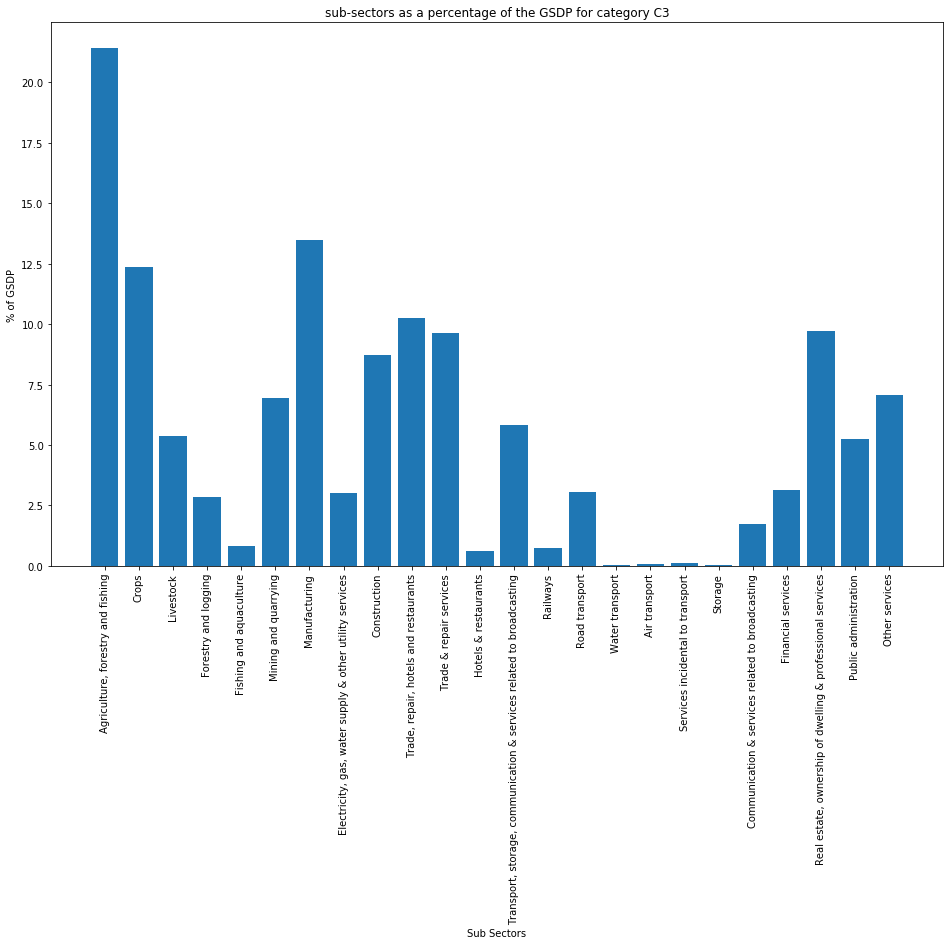 sub-sectors as a percentage of the GSDP for category C3
% of GSDP
20.0
17.5
15.0
12.5
10.0
7.5
5.0
2.5
0.0
Agriculture, forestry and fishing
Crops
Livestock
Forestry and logging
Fishing and aquaculture
Mining and quarrying
Manufacturing
Electricity, gas, water supply & other utility services
Construction
Trade, repair, hotels and restaurants
Trade & repair services
Hotels & restaurants
Transport, storage, communication & services related to broadcasting
Railways
Road transport
Water transport
Air transport
Services incidental to transport
Storage
Communication & services related to broadcasting
Financial services
Real estate, ownership of dwelling & professional services
Public administration
Other services
Sub Sectors